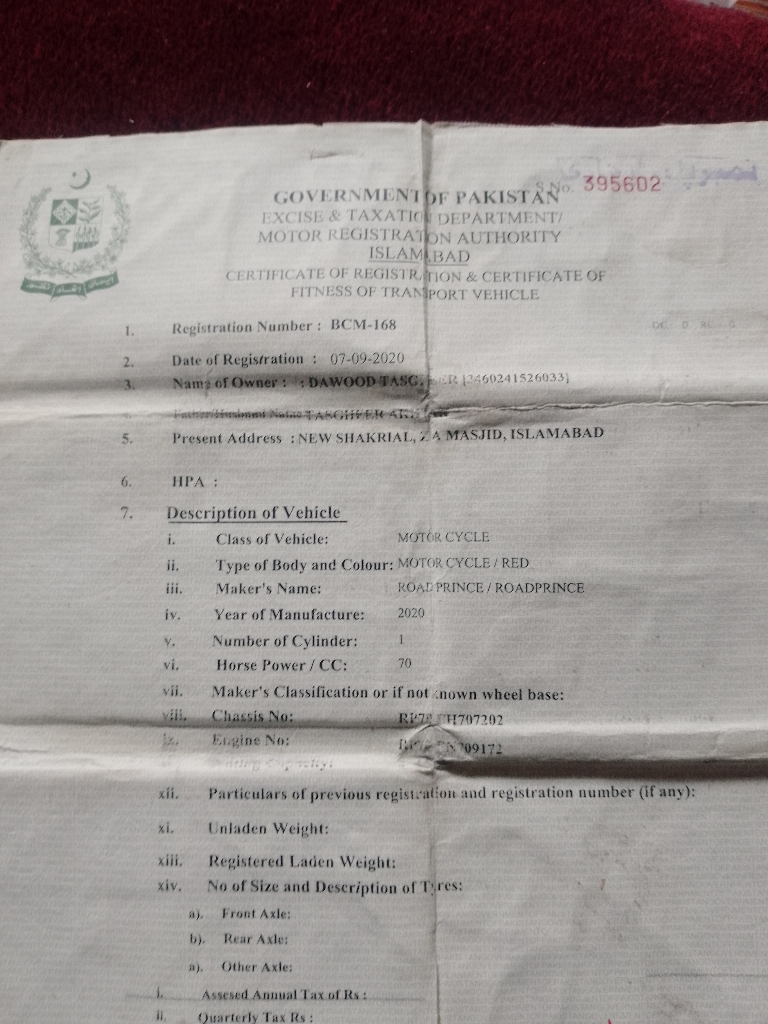 S.No. 395602
GOVERNMENT OF PAKISTAN
EXCISE & TAXATION DEPARTMENT/
MOTOR REGISTRATION AUTHORITY
ISLAMABAD
CERTIFICATE OF REGISTRATION & CERTIFICATE OF
FITNESS OF TRANSPORT VEHICLE
1. Registration Number : BCM-168
2. Date of Registration : 07-09-2020
3. Name of Owner : : DAWOOD
Father/Husband Name TASGHEER
5. Present Address : NEW SHAKRIAL, MASJID, ISLAMABAD
6. HPA :
7. Description of Vehicle
i. Class of Vehicle: MOTOR CYCLE
ii. Type of Body and Colour: MOTOR CYCLE / RED
iii. Maker's Name: ROAD PRINCE / ROADPRINCE
iv. Year of Manufacture: 2020
v. Number of Cylinder: 1
vi. Horse Power / CC: 70
vii. Maker's Classification or if not known wheel base:
viii. Chassis No:
ix. Engine No:
xii. Particulars of previous registration and registration number (if any):
xi. Unladen Weight:
xiii. Registered Laden Weight:
xiv. No of Size and Description of Tyres:
a). Front Axle:
b). Rear Axle:
a). Other Axle:
i. Assesed Annual Tax of Rs :
ii. Quarterly Tax Rs :